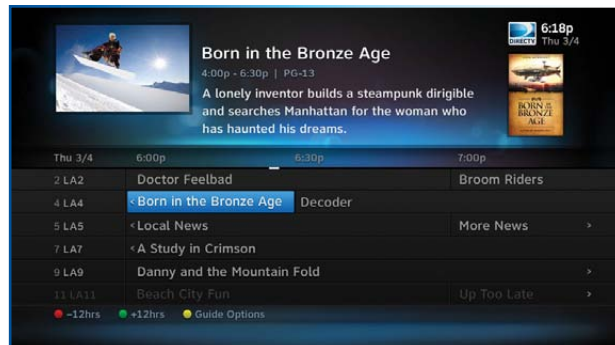 6:18p
DIRECTV Thu 3/4
Born in the Bronze Age
4:00p - 6:30p | PG-13
A lonely inventor builds a steampunk dirigible
and searches Manhattan for the woman who
has haunted his dreams.
BORN
BRONZE
AGE
Thu 3/4 6:00p 6:30p 7:00p
2 LA2 Doctor Feelbad Broom Riders
4 LA4 <Born in the Bronze Age Decoder
5 LA5 <Local News More News >
7 LA7 <A Study in Crimson
9 LA9 Danny and the Mountain Fold >
11 LA11 Beach City Fun Up Too Late >
-12hrs +12hrs Guide Options